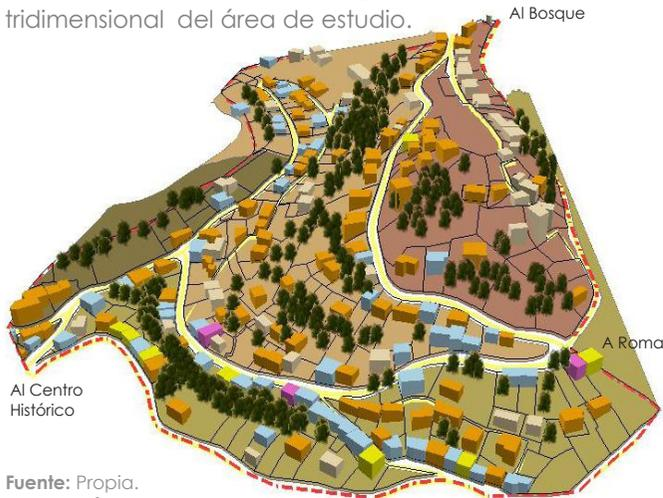 tridimensional del área de estudio.
Al Bosque
A Roma
Al Centro
Histórico
Fuente: Propia.